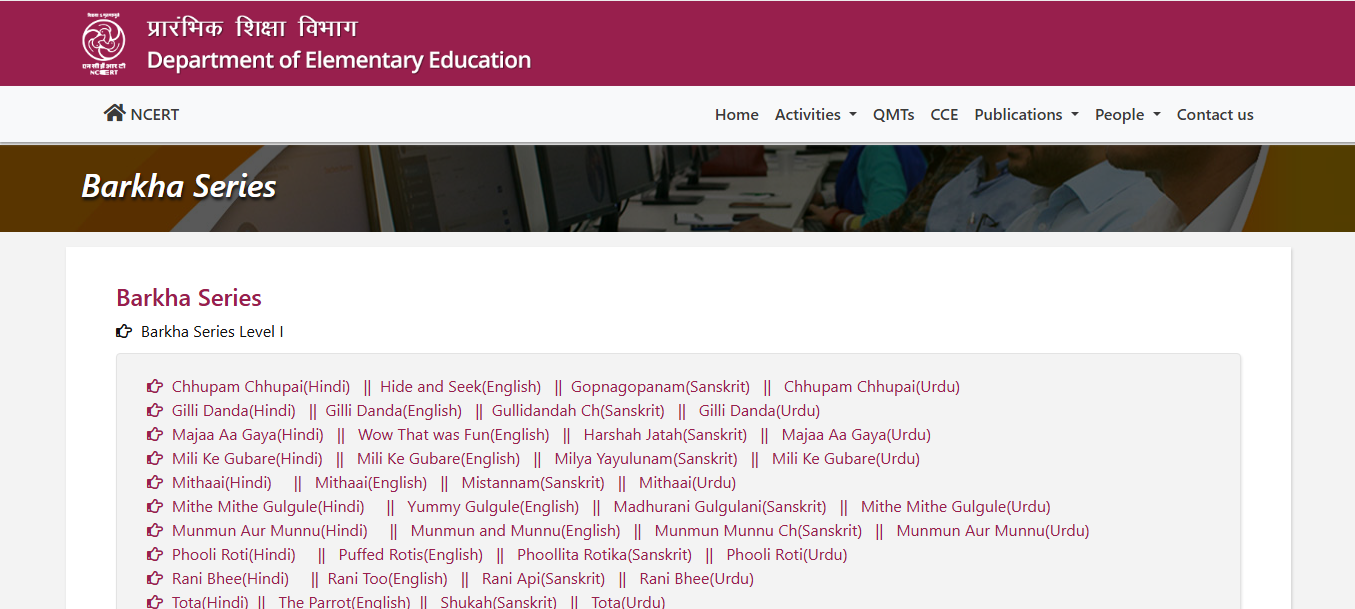 प्रारंभिक शिक्षा विभाग
Department of Elementary Education
एन सी ई आर टी
NCERT
NCERT Home Activities QMTs CCE Publications People Contact us
Barkha Series
Barkha Series
Barkha Series Level I
Chhupam Chhupai(Hindi) || Hide and Seek(English) || Gopnagopanam(Sanskrit) || Chhupam Chhupai(Urdu)
Gilli Danda(Hindi) || Gilli Danda(English) || Gullidandah Ch(Sanskrit) || Gilli Danda(Urdu)
Majaa Aa Gaya(Hindi) || Wow That was Fun(English) || Harshah Jatah(Sanskrit) || Majaa Aa Gaya(Urdu)
Mili Ke Gubare(Hindi) || Mili Ke Gubare(English) || Milya Yayulunam(Sanskrit) || Mili Ke Gubare(Urdu)
Mithaai(Hindi) || Mithaai(English) || Mistannam(Sanskrit) || Mithaai(Urdu)
Mithe Mithe Gulgule(Hindi) || Yummy Gulgule(English) || Madhurani Gulgulani(Sanskrit) || Mithe Mithe Gulgule(Urdu)
Munmun Aur Munnu(Hindi) || Munmun and Munnu(English) || Munmun Munnu Ch(Sanskrit) || Munmun Aur Munnu(Urdu)
Phooli Roti(Hindi) || Puffed Rotis(English) || Phoollita Rotika(Sanskrit) || Phooli Roti(Urdu)
Rani Bhee(Hindi) || Rani Too(English) || Rani Api(Sanskrit) || Rani Bhee(Urdu)
Tota(Hindi) || The Parrot(English) || Shukah(Sanskrit) || Tota(Urdu)